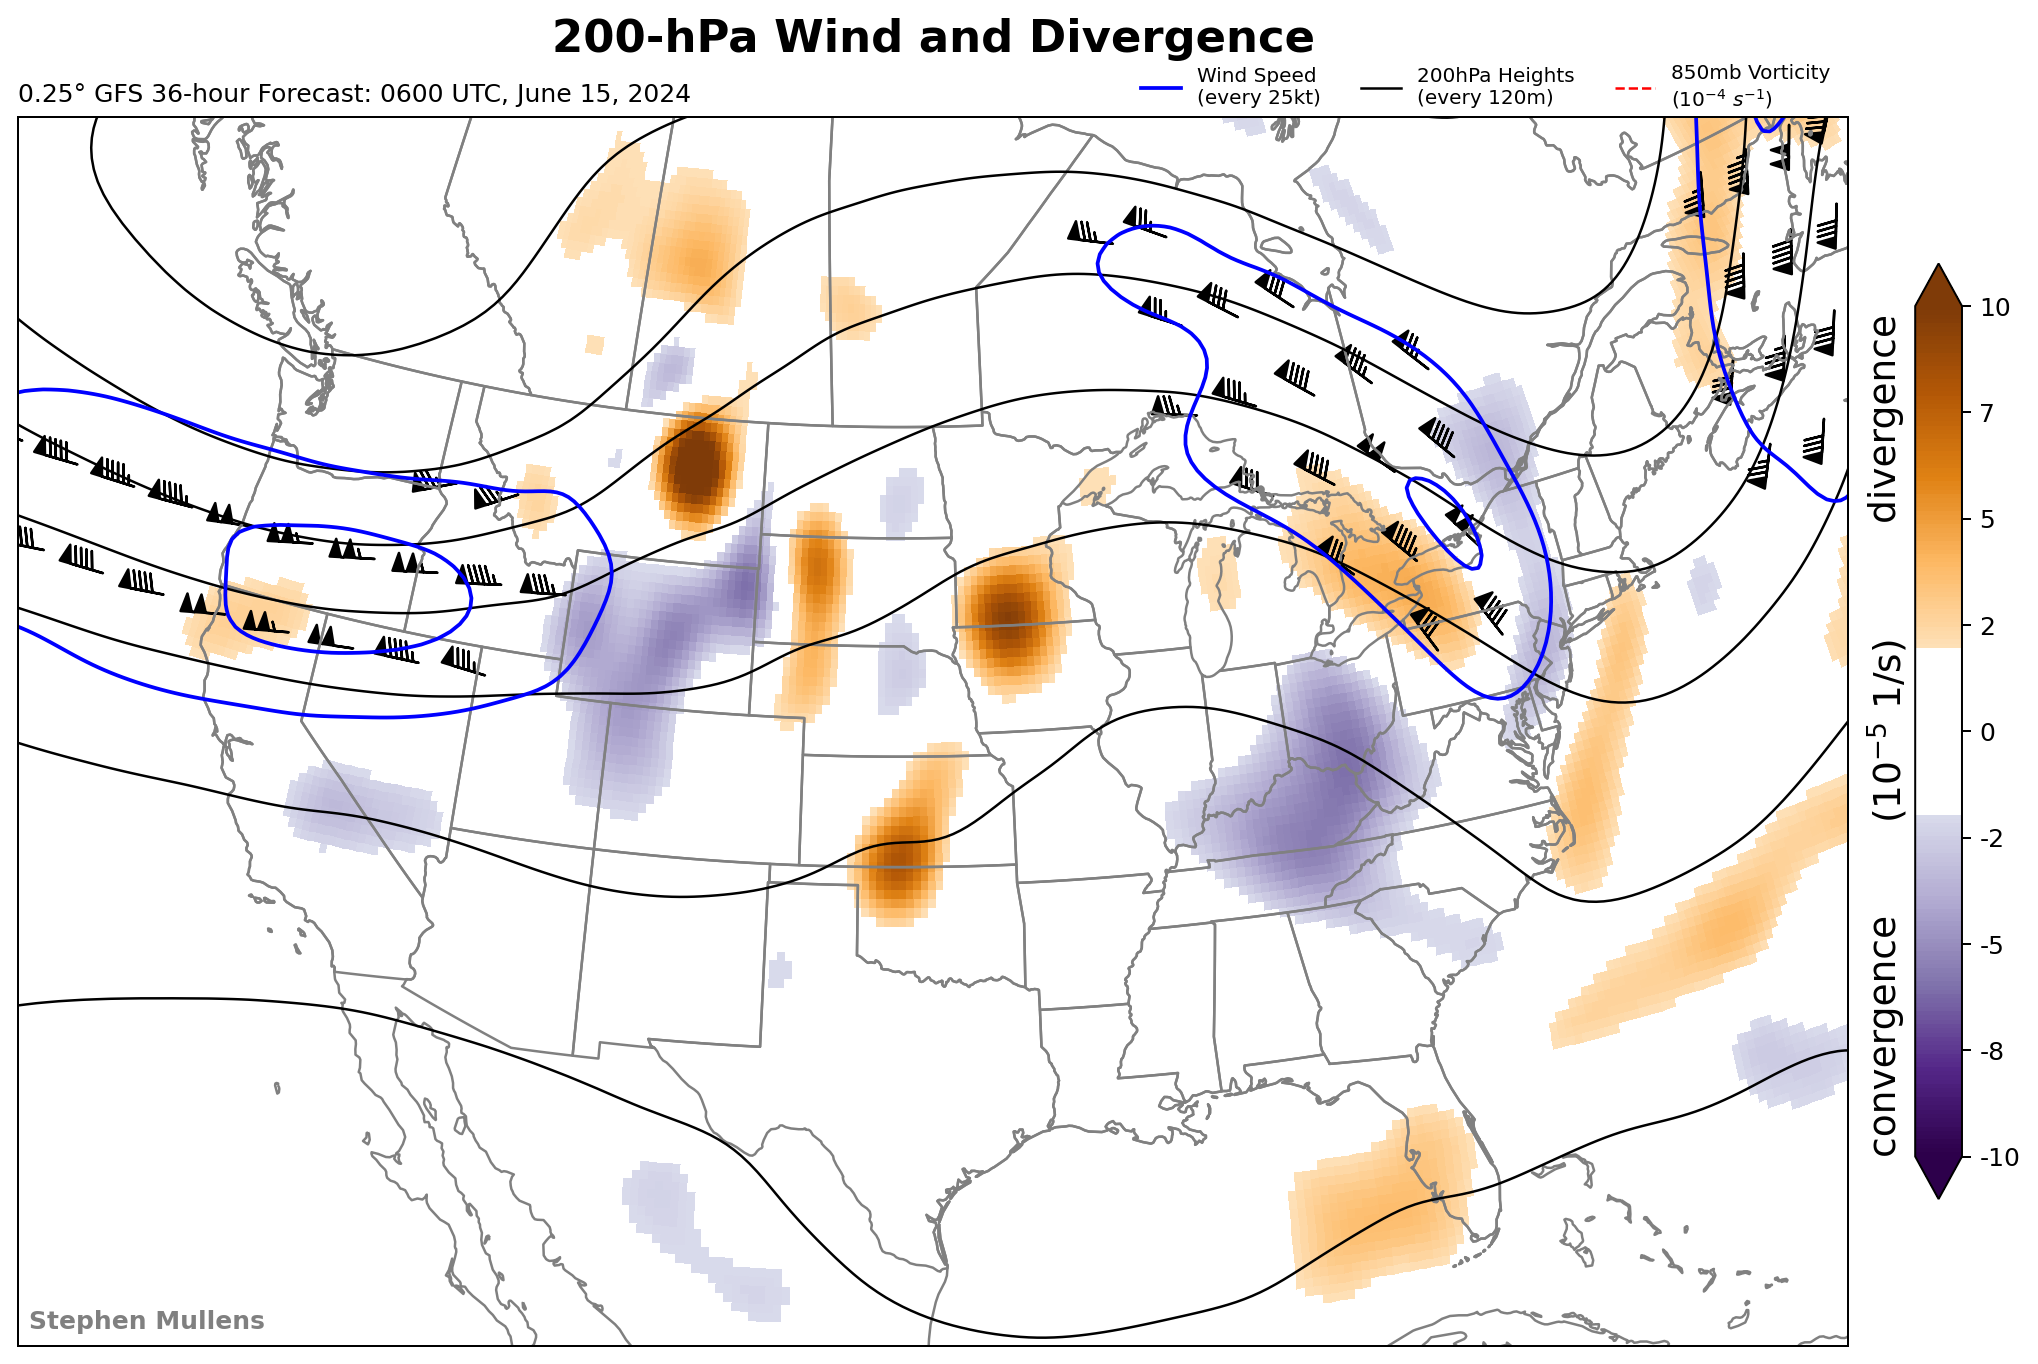 200-hPa Wind and Divergence
0.25° GFS 36-hour Forecast: 0600 UTC, June 15, 2024
Wind Speed
(every 25kt)
200hPa Heights
(every 120m)
850mb Vorticity
(10⁻⁴ s⁻¹)
10
7
5
2
0
-2
-5
-8
-10
convergence (10⁻⁵ 1/s) divergence
Stephen Mullens